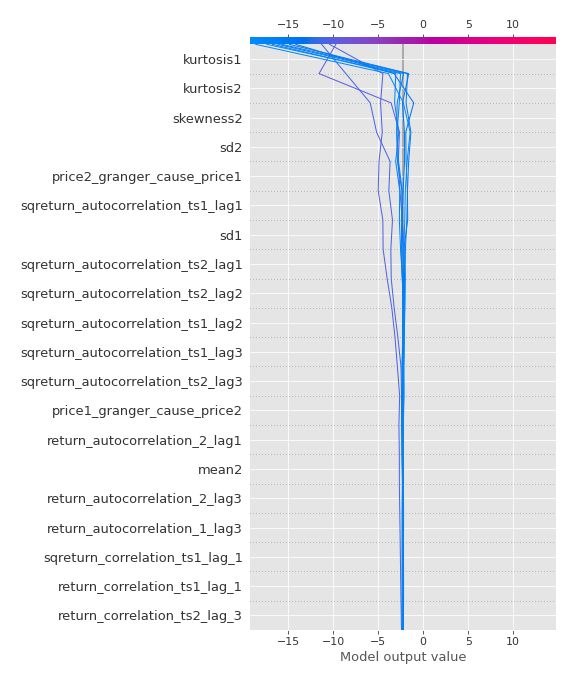 −15 −10 −5 0 5 10
kurtosis1
kurtosis2
skewness2
sd2
price2_granger_cause_price1
sqreturn_autocorrelation_ts1_lag1
sd1
sqreturn_autocorrelation_ts2_lag1
sqreturn_autocorrelation_ts2_lag2
sqreturn_autocorrelation_ts1_lag2
sqreturn_autocorrelation_ts1_lag3
sqreturn_autocorrelation_ts2_lag3
price1_granger_cause_price2
return_autocorrelation_2_lag1
mean2
return_autocorrelation_2_lag3
return_autocorrelation_1_lag3
sqreturn_correlation_ts1_lag_1
return_correlation_ts1_lag_1
return_correlation_ts2_lag_3
−15 −10 −5 0 5 10
Model output value